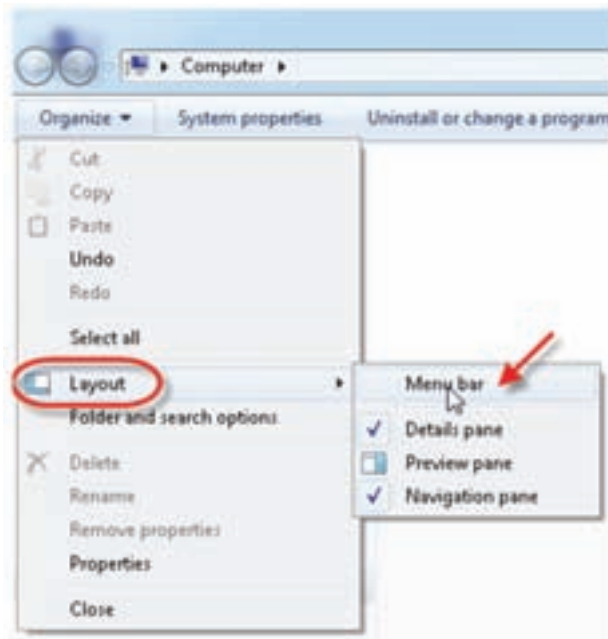 Computer
Organize System properties Uninstall or change a program
Cut
Copy
Paste
Undo
Redo
Select all
Layout
Menu bar
Folder and search options
Details pane
Preview pane
Navigation pane
Delete
Rename
Remove properties
Properties
Close